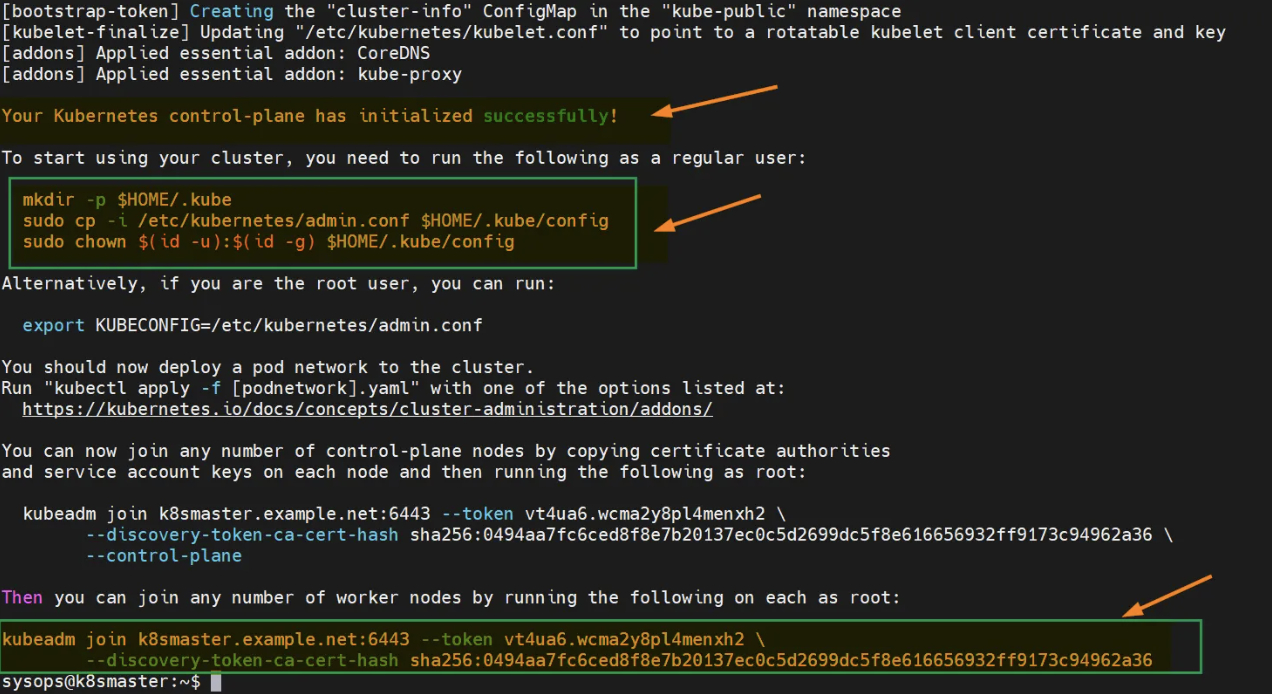 [bootstrap-token] Creating the "cluster-info" ConfigMap in the "kube-public" namespace
[kubelet-finalize] Updating "/etc/kubernetes/kubelet.conf" to point to a rotatable kubelet client certificate and key
[addons] Applied essential addon: CoreDNS
[addons] Applied essential addon: kube-proxy
Your Kubernetes control-plane has initialized successfully!
To start using your cluster, you need to run the following as a regular user:
mkdir -p $HOME/.kube
sudo cp -i /etc/kubernetes/admin.conf $HOME/.kube/config
sudo chown $(id -u):$(id -g) $HOME/.kube/config
Alternatively, if you are the root user, you can run:
export KUBECONFIG=/etc/kubernetes/admin.conf
You should now deploy a pod network to the cluster.
Run "kubectl apply -f [podnetwork].yaml" with one of the options listed at:
https://kubernetes.io/docs/concepts/cluster-administration/addons/
You can now join any number of control-plane nodes by copying certificate authorities
and service account keys on each node and then running the following as root:
kubeadm join k8smaster.example.net:6443 --token vt4ua6.wcma2y8pl4menxh2 \
--discovery-token-ca-cert-hash sha256:0494aa7fc6ced8f8e7b20137ec0c5d2699dc5f8e616656932ff9173c94962a36 \
--control-plane
Then you can join any number of worker nodes by running the following on each as root:
kubeadm join k8smaster.example.net:6443 --token vt4ua6.wcma2y8pl4menxh2 \
--discovery-token-ca-cert-hash sha256:0494aa7fc6ced8f8e7b20137ec0c5d2699dc5f8e616656932ff9173c94962a36
sysops@k8smaster:~$